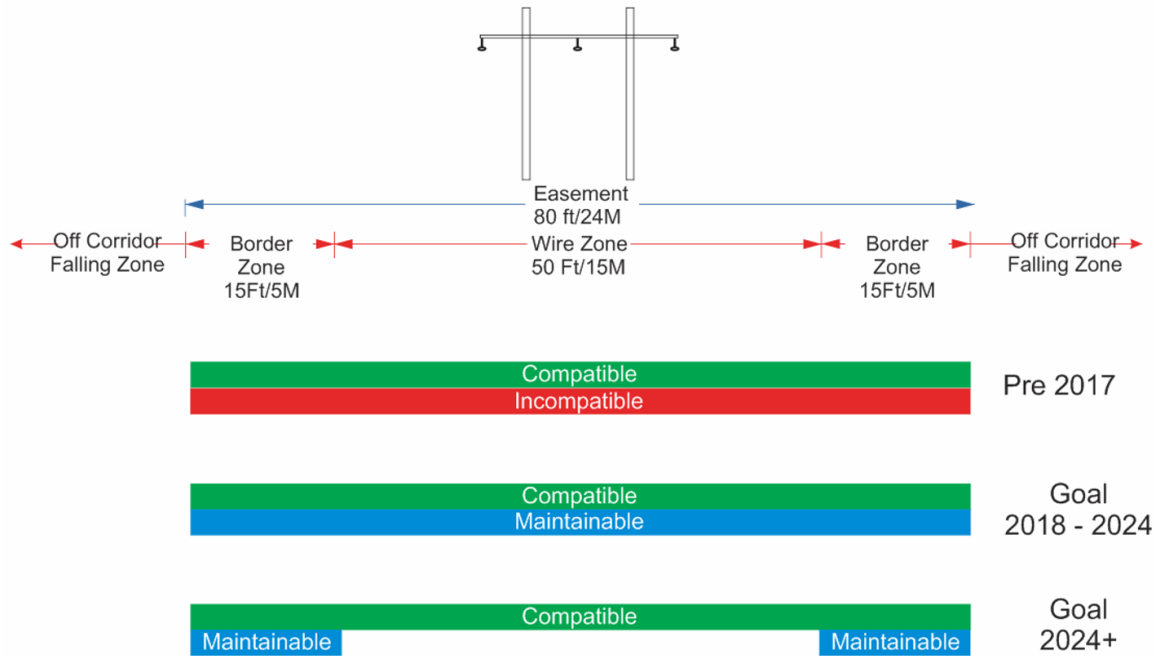 Easement
80 ft/24M
Off Corridor
Falling Zone
Border
Zone
15Ft/5M
Wire Zone
50 Ft/15M
Border
Zone
15Ft/5M
Off Corridor
Falling Zone
Compatible
Incompatible
Pre 2017
Compatible
Maintainable
Goal
2018 - 2024
Compatible
Maintainable
Maintainable
Goal
2024+